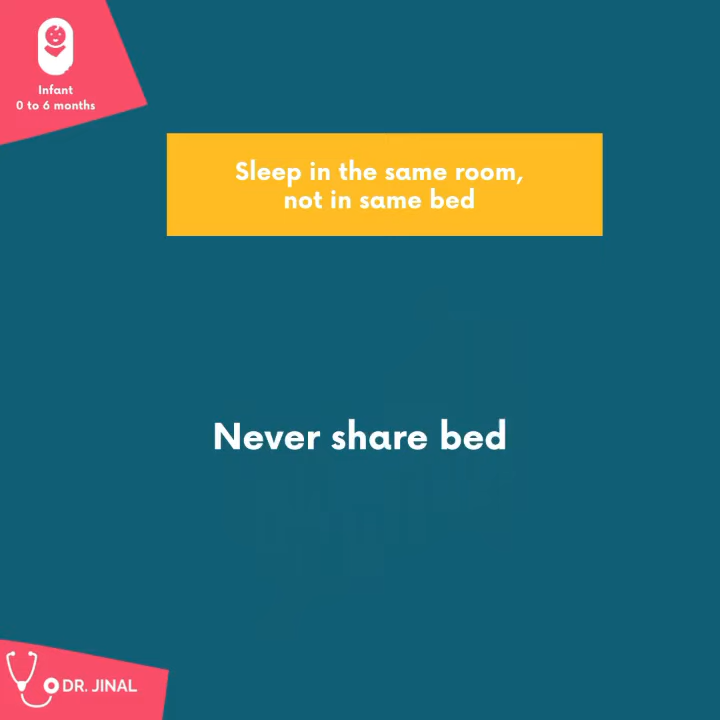 Infant
0 to 6 months
Sleep in the same room,
not in same bed
Never share bed
DR. JINAL